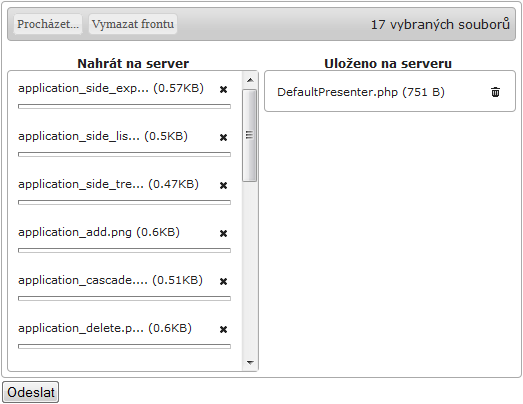 Procházet... Vymazat frontu 17 vybraných souborů
Nahrát na server
application_side_exp... (0.57KB)
application_side_lis... (0.5KB)
application_side_tre... (0.47KB)
application_add.png (0.6KB)
application_cascade.... (0.51KB)
application_delete.p... (0.6KB)
Uloženo na serveru
DefaultPresenter.php (751 B)
Odeslat